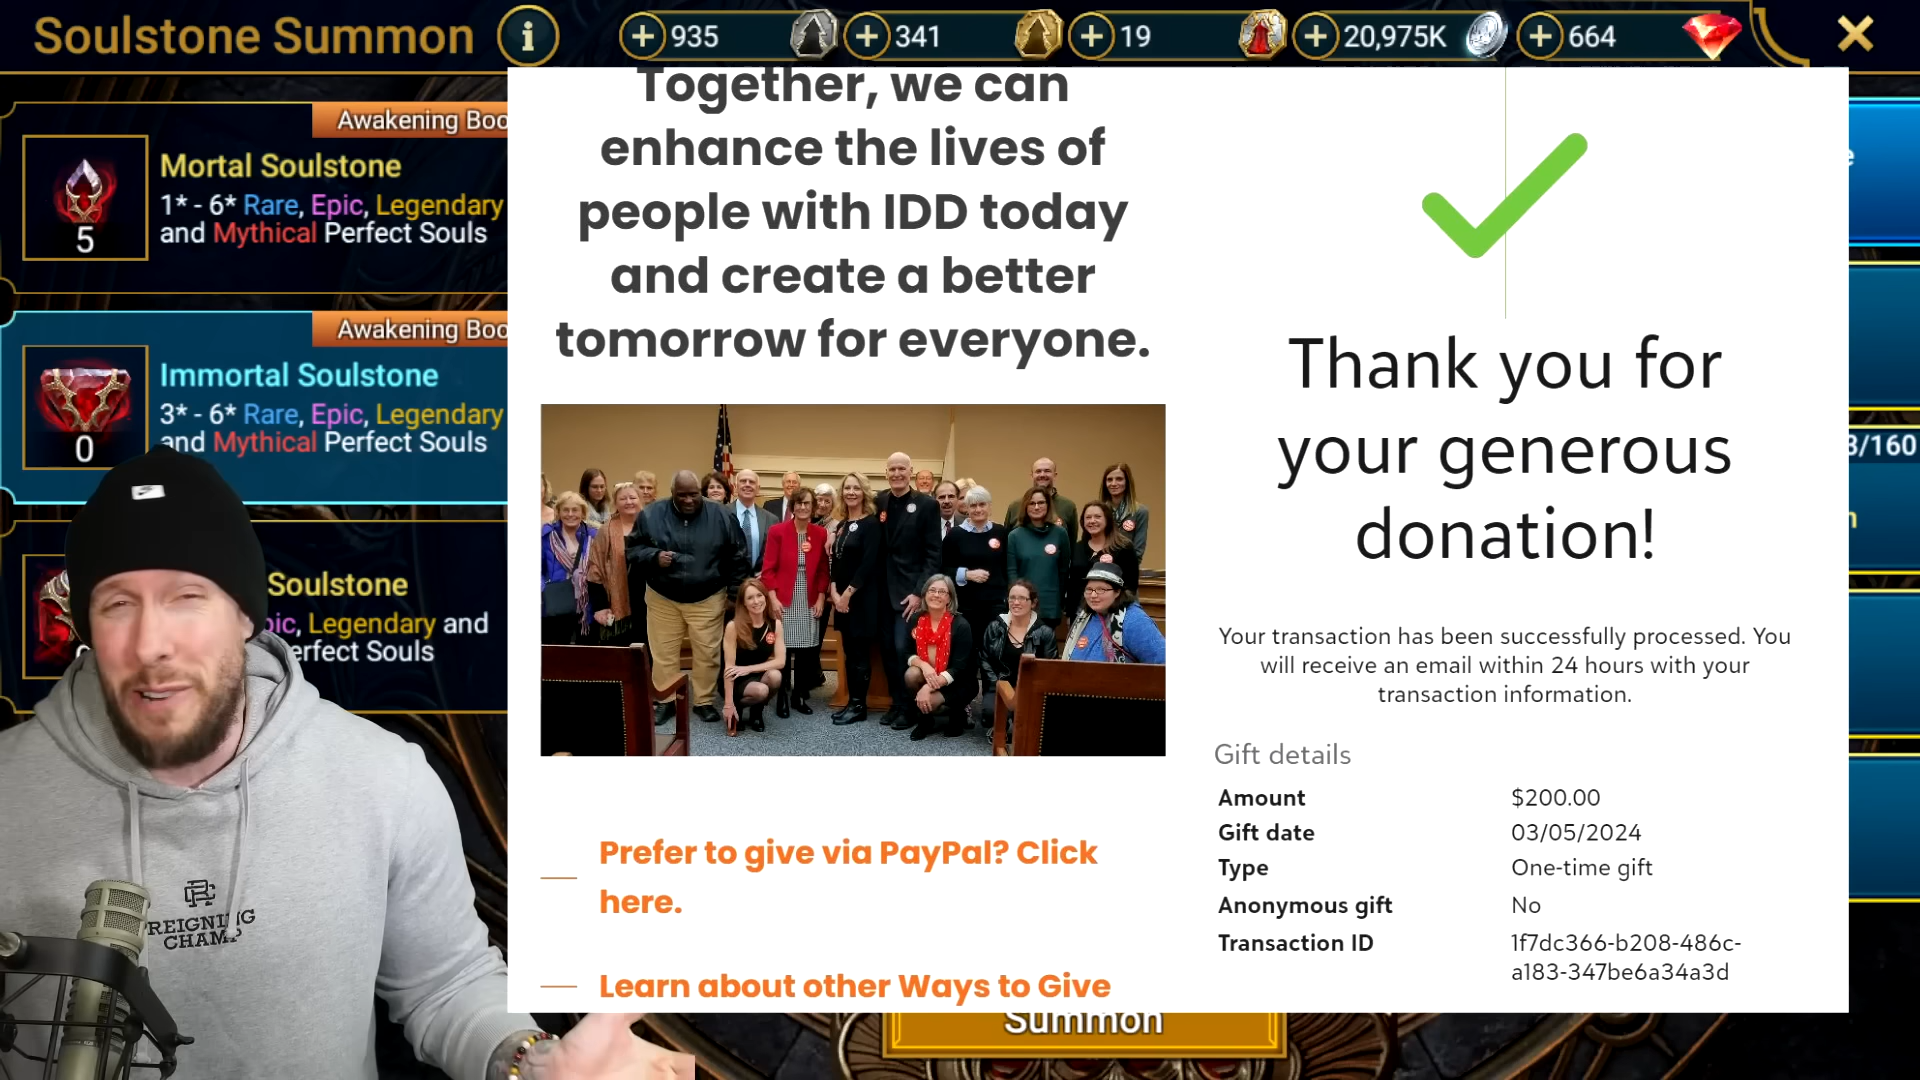 Soulstone Summon
i
935
341
19
20,975K
664
Awakening Boo
Mortal Soulstone
1* - 6* Rare, Epic, Legendary
and Mythical Perfect Souls
5
Awakening Boo
Immortal Soulstone
3* - 6* Rare, Epic, Legendary
and Mythical Perfect Souls
0
Soulstone
pic, Legendary and
erfect Souls
Together, we can
enhance the lives of
people with IDD today
and create a better
tomorrow for everyone.
Prefer to give via PayPal? Click
here.
Learn about other Ways to Give
Thank you for
your generous
donation!
Your transaction has been successfully processed. You
will receive an email within 24 hours with your
transaction information.
Gift details
Amount $200.00
Gift date 03/05/2024
Type One-time gift
Anonymous gift No
Transaction ID 1f7dc366-b208-486c-
a183-347be6a34a3d
3/160
Summon
REIGNING
CHAMP